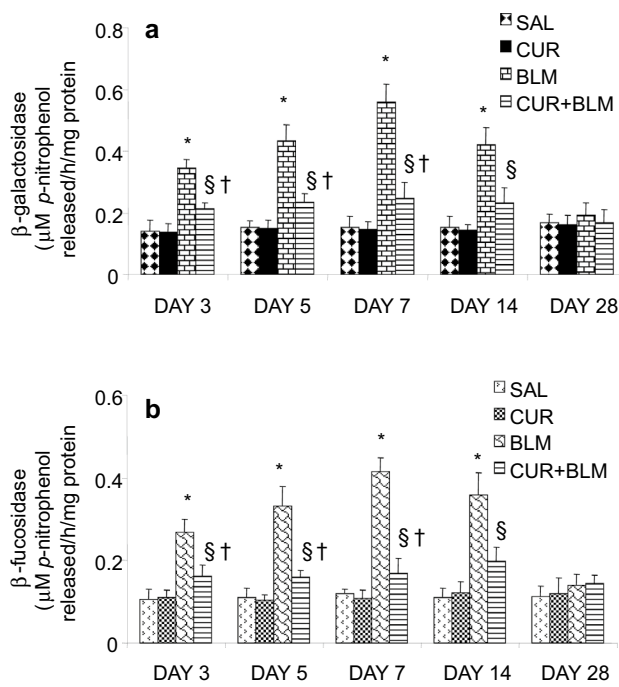 a
SAL
CUR
BLM
CUR+BLM
β-galactosidase
(μM p-nitrophenol
released/h/mg protein
0.8
0.6
0.4
0.2
0
*
§ †
*
§ †
*
§ †
*
§
DAY 3
DAY 5
DAY 7
DAY 14
DAY 28
b
SAL
CUR
BLM
CUR+BLM
β-fucosidase
(μM p-nitrophenol
released/h/mg protein
0.6
0.4
0.2
0
*
§ †
*
§ †
*
§ †
*
§
DAY 3
DAY 5
DAY 7
DAY 14
DAY 28